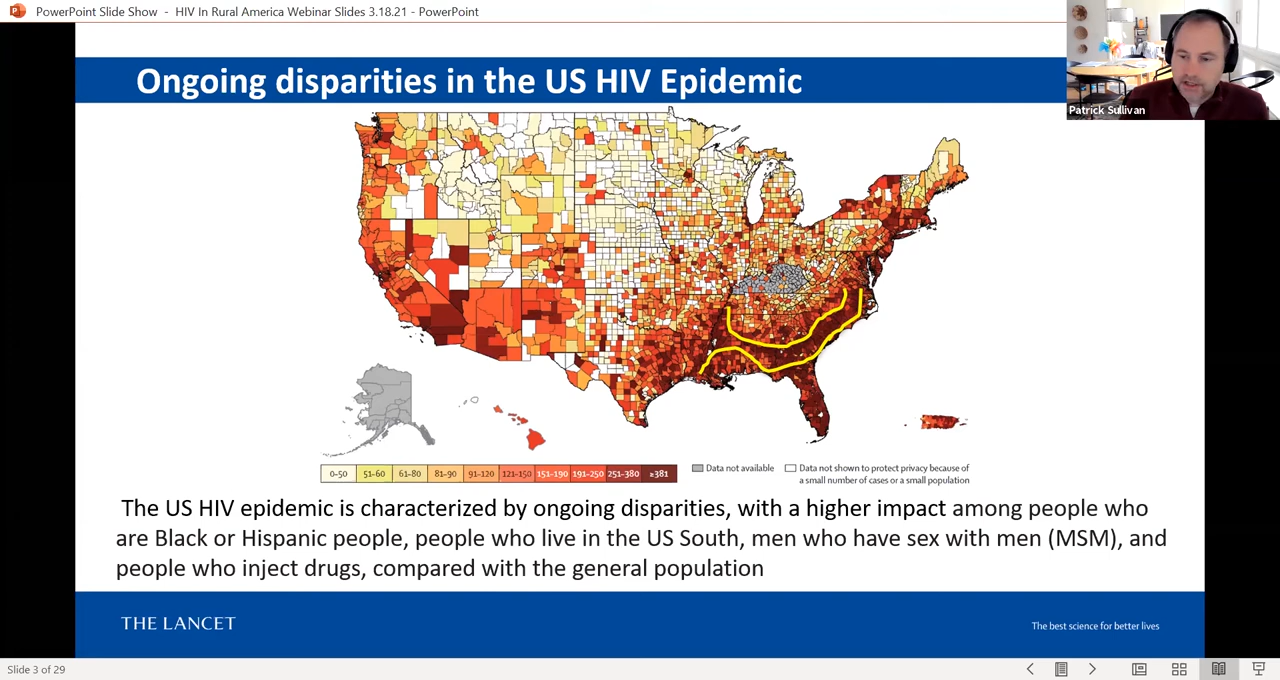 PowerPoint Slide Show - HIV In Rural America Webinar Slides 3.18.21 - PowerPoint
Patrick Sullivan
Ongoing disparities in the US HIV Epidemic
0-50 51-60 61-80 81-90 91-120 121-150 151-190 191-250 251-380 ≥381
Data not available
Data not shown to protect privacy because of
a small number of cases or a small population
The US HIV epidemic is characterized by ongoing disparities, with a higher impact among people who
are Black or Hispanic people, people who live in the US South, men who have sex with men (MSM), and
people who inject drugs, compared with the general population
THE LANCET
The best science for better lives
Slide 3 of 29